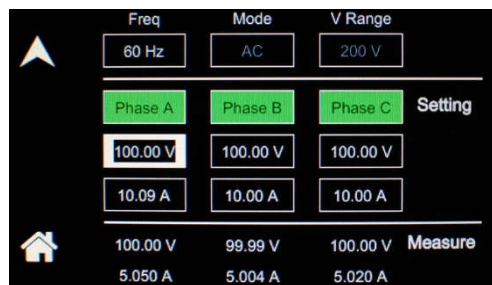 Freq Mode V Range
60 Hz AC 200 V
Phase A Phase B Phase C Setting
100.00 V 100.00 V 100.00 V
10.09 A 10.00 A 10.00 A
100.00 V 99.99 V 100.00 V Measure
5.050 A 5.004 A 5.020 A